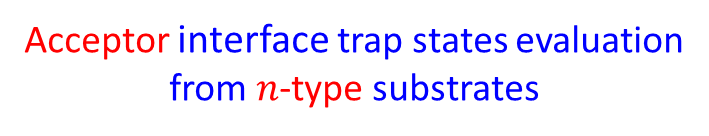 Acceptor interface trap states evaluation
from n-type substrates